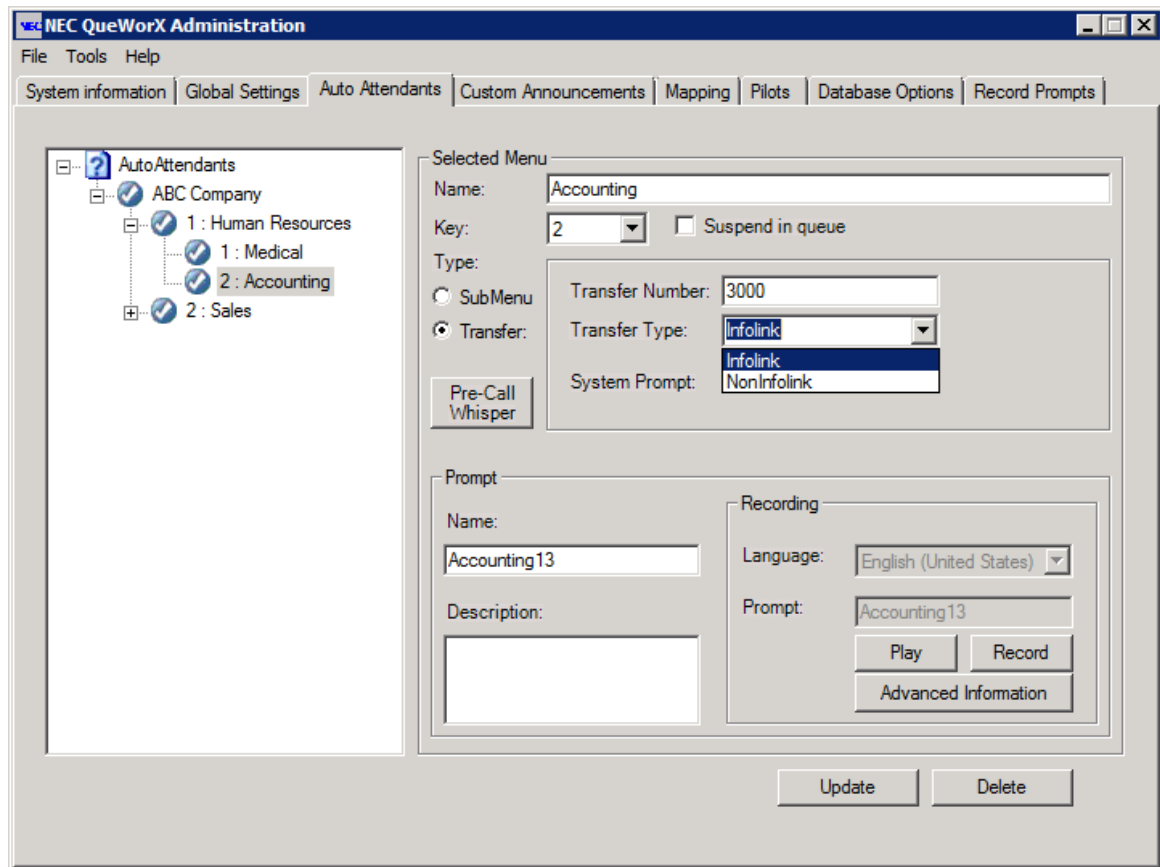 NEC NEC QueWorX Administration
File Tools Help
System information Global Settings Auto Attendants Custom Announcements Mapping Pilots Database Options Record Prompts
AutoAttendants
ABC Company
1 : Human Resources
1 : Medical
2 : Accounting
2 : Sales
Selected Menu
Name: Accounting
Key: 2 Suspend in queue
Type:
SubMenu
Transfer:
Pre-Call
Whisper
Transfer Number: 3000
Transfer Type: Infolink
Infolink
NonInfolink
System Prompt:
Prompt
Name:
Accounting13
Description:
Recording
Language: English (United States)
Prompt: Accounting13
Play Record
Advanced Information
Update Delete